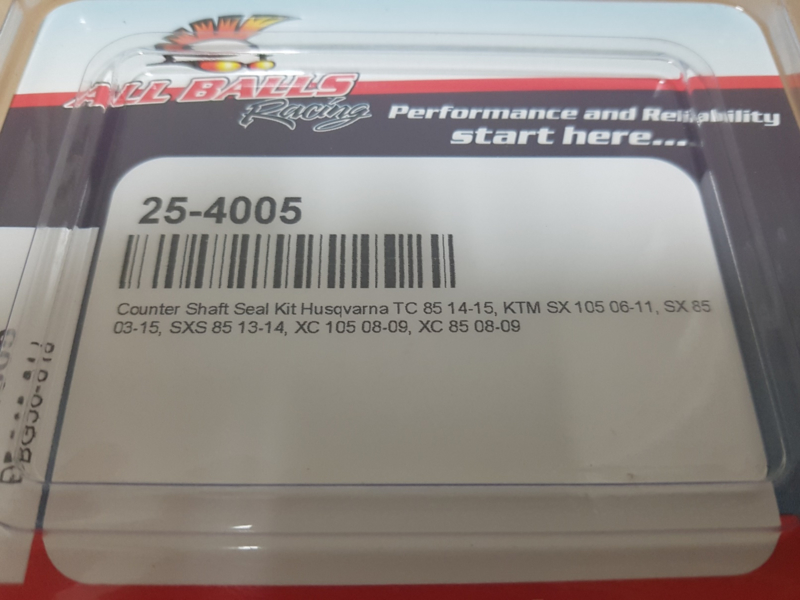 ALL BALLS
Racing
Performance and Reliability
start here....
25-4005
Counter Shaft Seal Kit Husqvarna TC 85 14-15, KTM SX 105 06-11, SX 85
03-15, SXS 85 13-14, XC 105 08-09, XC 85 08-09